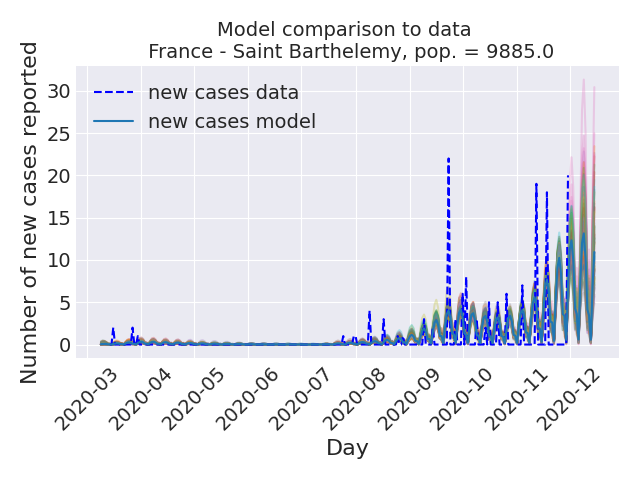 Model comparison to data
France - Saint Barthelemy, pop. = 9885.0
Number of new cases reported
30
25
20
15
10
5
0
new cases data
new cases model
2020-03
2020-04
2020-05
2020-06
2020-07
2020-08
2020-09
2020-10
2020-11
2020-12
Day